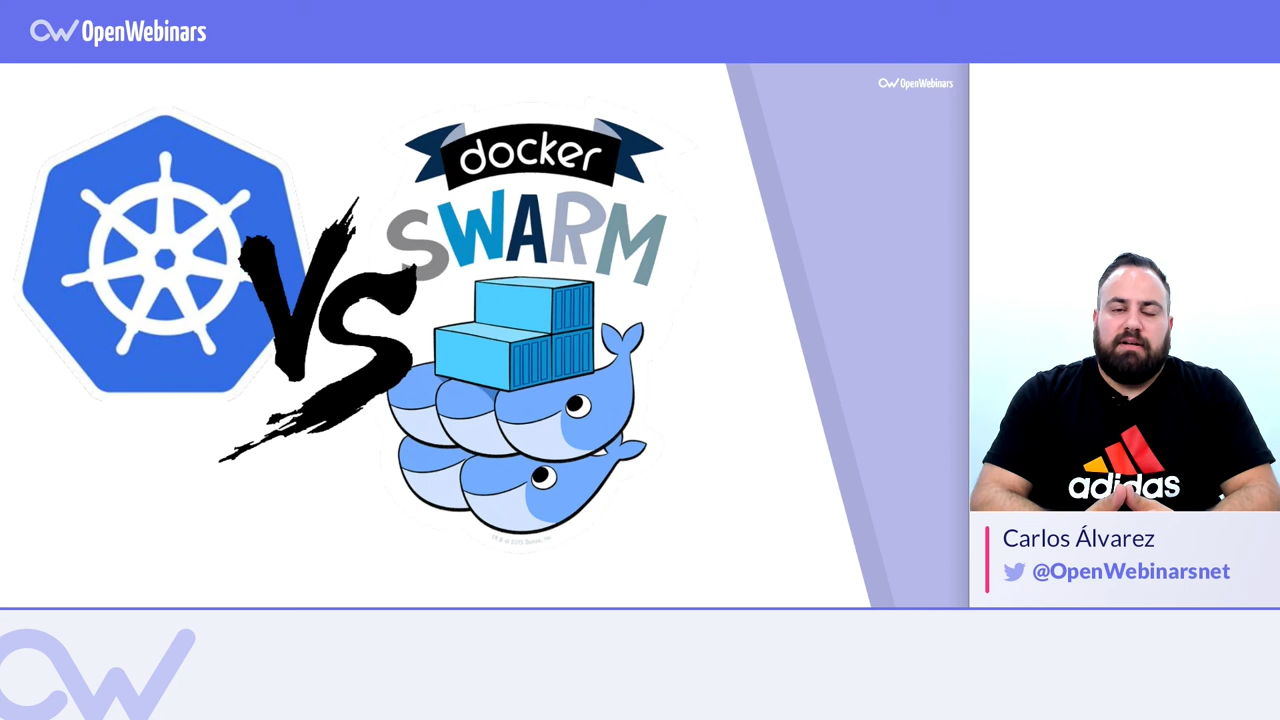 OpenWebinars
OpenWebinars
docker
SWARM
VS
adidas
Carlos Álvarez
@OpenWebinarsnet